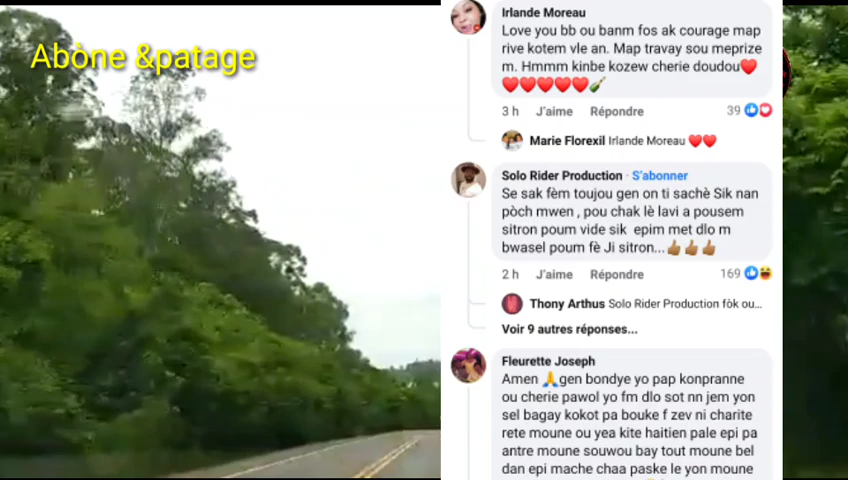 Abòne &patage
Irlande Moreau
Love you bb ou banm fos ak courage map
rive kotem vle an. Map travay sou meprize
m. Hmmm kinbe kozew cherie doudou❤️
❤️❤️❤️❤️❤️🍾
3 h J'aime Répondre 39
Marie Florexil Irlande Moreau ❤️❤️
Solo Rider Production · S'abonner
Se sak fèm toujou gen on ti sachè Sik nan
pòch mwen , pou chak lè lavi a pousem
sitron poum vide sik epim met dlo m
bwasel poum fè Ji sitron...👍🏽👍🏽👍🏽
2 h J'aime Répondre 169
Thony Arthus Solo Rider Production fòk ou...
Voir 9 autres réponses...
Fleurette Joseph
Amen 🙏gen bondye yo pap konpranne
ou cherie pawol yo fm dlo sot nn jem yon
sel bagay kokot pa bouke f zev ni charite
rete moune ou yea kite haitien pale epi pa
antre moune souwou bay tout moune bel
dan epi mache chaa paske le yon moune